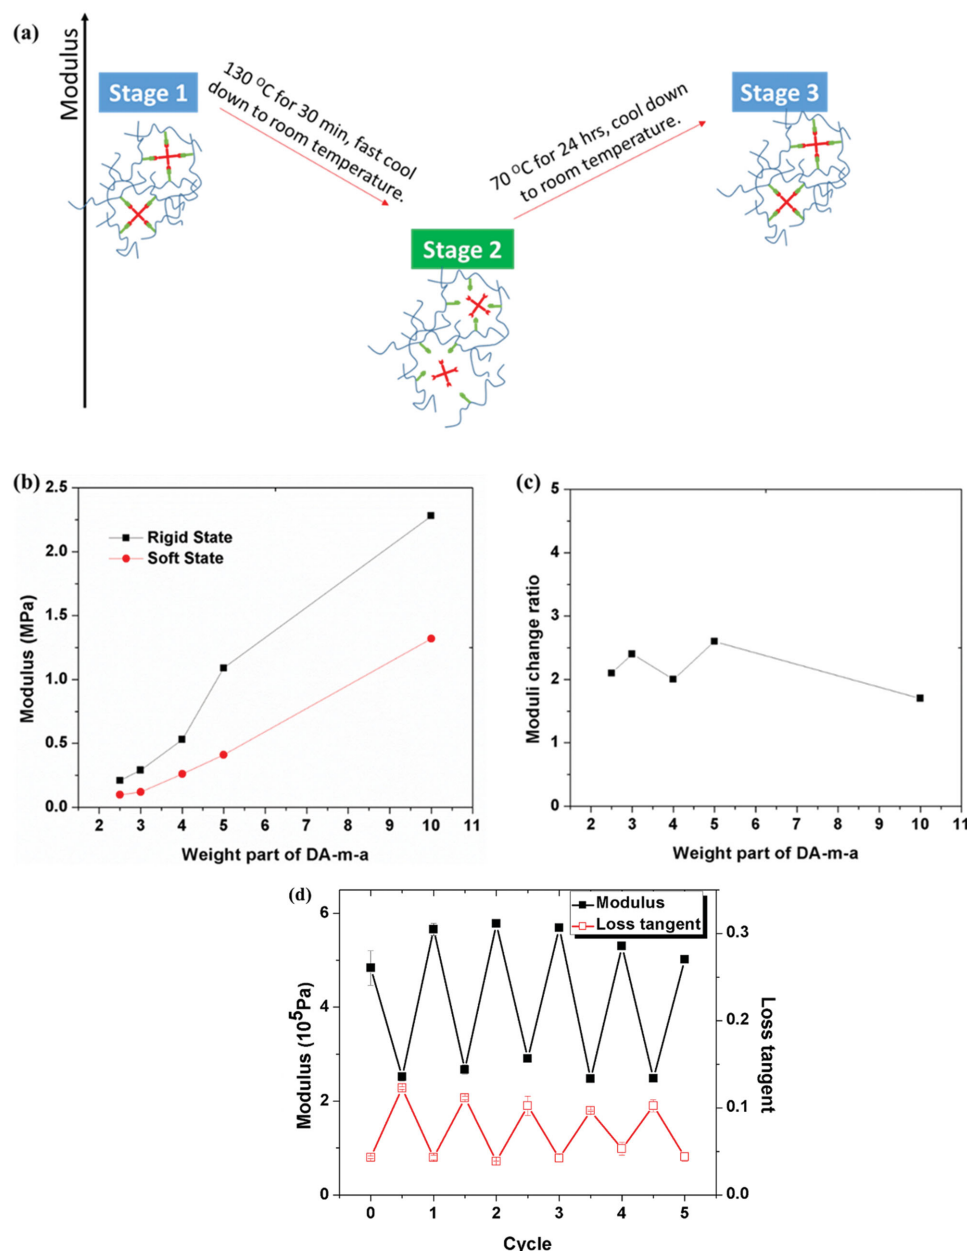 (a)
Modulus
Stage 1
130 °C for 30 min, fast cool
down to room temperature.
Stage 2
70 °C for 24 hrs, cool down
to room temperature.
Stage 3
(b)
Modulus (MPa)
2.5
2.0
1.5
1.0
0.5
0.0
Rigid State
Soft State
2 3 4 5 6 7 8 9 10 11
Weight part of DA-m-a
(c)
Moduli change ratio
5
4
3
2
1
0
2 3 4 5 6 7 8 9 10 11
Weight part of DA-m-a
(d)
Modulus (10⁵Pa)
6
4
2
0
Modulus
Loss tangent
0.3
0.2
0.1
0.0
Loss tangent
0 1 2 3 4 5
Cycle